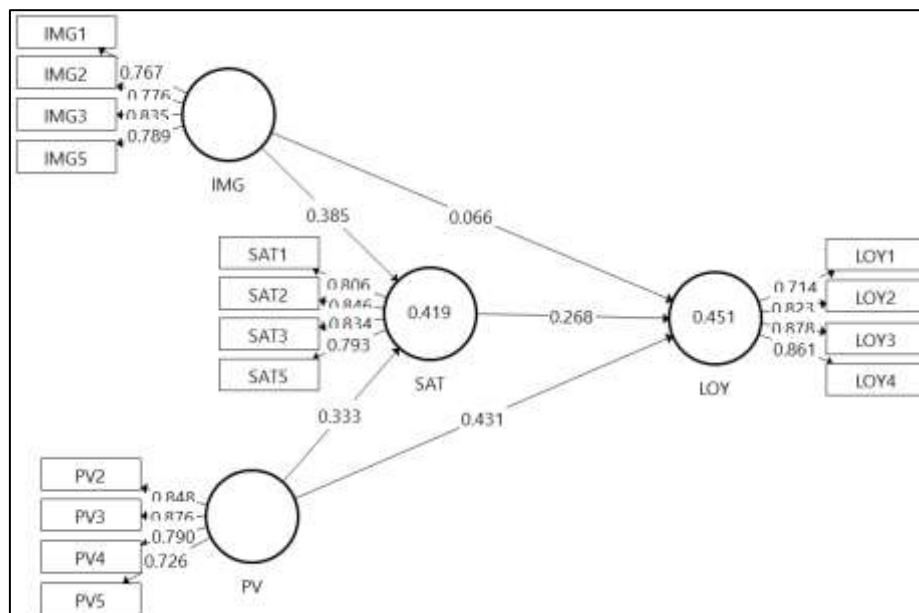 IMG1
IMG2
IMG3
IMG5
0.767
0.776
0.835
0.789
IMG
0.385
0.066
SAT1
SAT2
SAT3
SAT5
0.806
0.846
0.834
0.793
0.419
SAT
0.268
0.451
LOY
0.714
0.823
0.878
0.861
LOY1
LOY2
LOY3
LOY4
0.333
0.431
PV2
PV3
PV4
PV5
0.848
0.876
0.790
0.726
PV